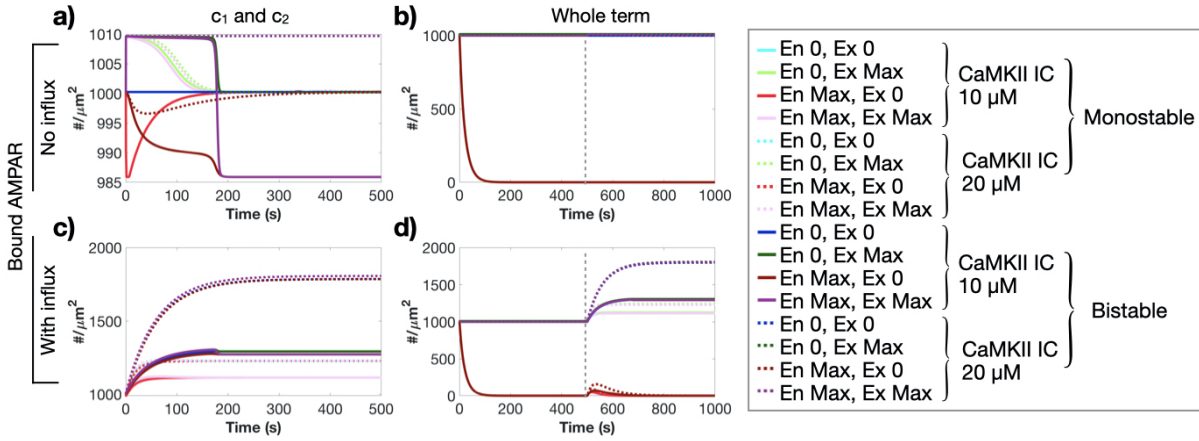 a)
c₁ and c₂
b)
Whole term
Bound AMPAR
No influx
With influx
#/μm²
1010
1005
1000
995
990
985
0
100
200
300
400
500
Time (s)
#/μm²
1000
500
0
0
200
400
600
800
1000
Time (s)
c)
#/μm²
2000
1500
1000
0
100
200
300
400
500
Time (s)
d)
#/μm²
2000
1500
1000
500
0
0
200
400
600
800
1000
Time (s)
En 0, Ex 0
En 0, Ex Max
En Max, Ex 0
En Max, Ex Max
CaMKII IC
10 μM
En 0, Ex 0
En 0, Ex Max
En Max, Ex 0
En Max, Ex Max
CaMKII IC
20 μM
Monostable
En 0, Ex 0
En 0, Ex Max
En Max, Ex 0
En Max, Ex Max
CaMKII IC
10 μM
En 0, Ex 0
En 0, Ex Max
En Max, Ex 0
En Max, Ex Max
CaMKII IC
20 μM
Bistable